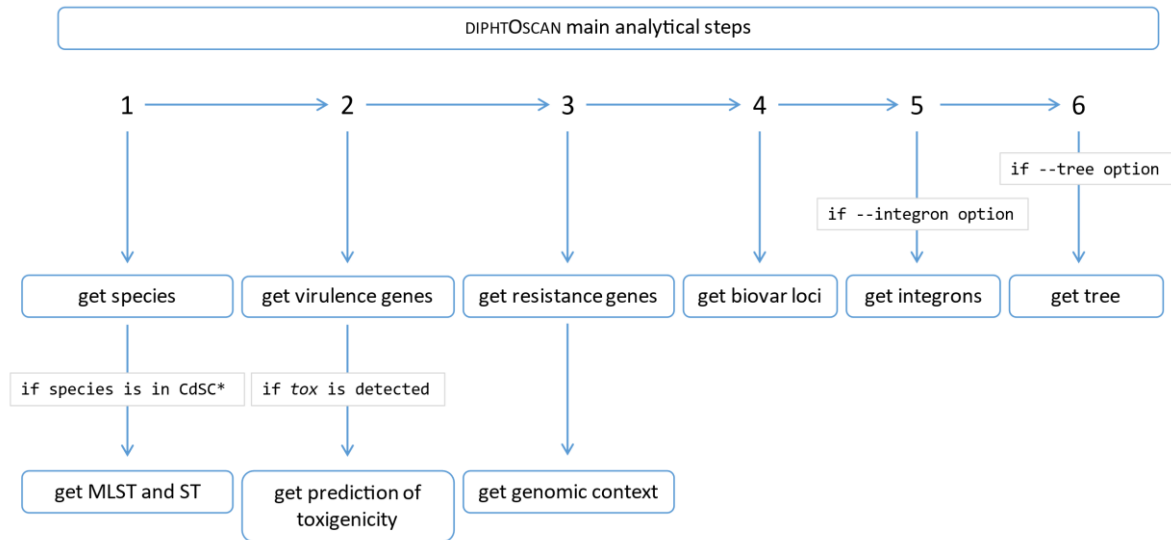 DIPHTOSCAN main analytical steps
1 2 3 4 5 6
if --tree option
if --integron option
get species get virulence genes get resistance genes get biovar loci get integrons get tree
if species is in CdSC* if tox is detected
get MLST and ST get prediction of toxigenicity get genomic context